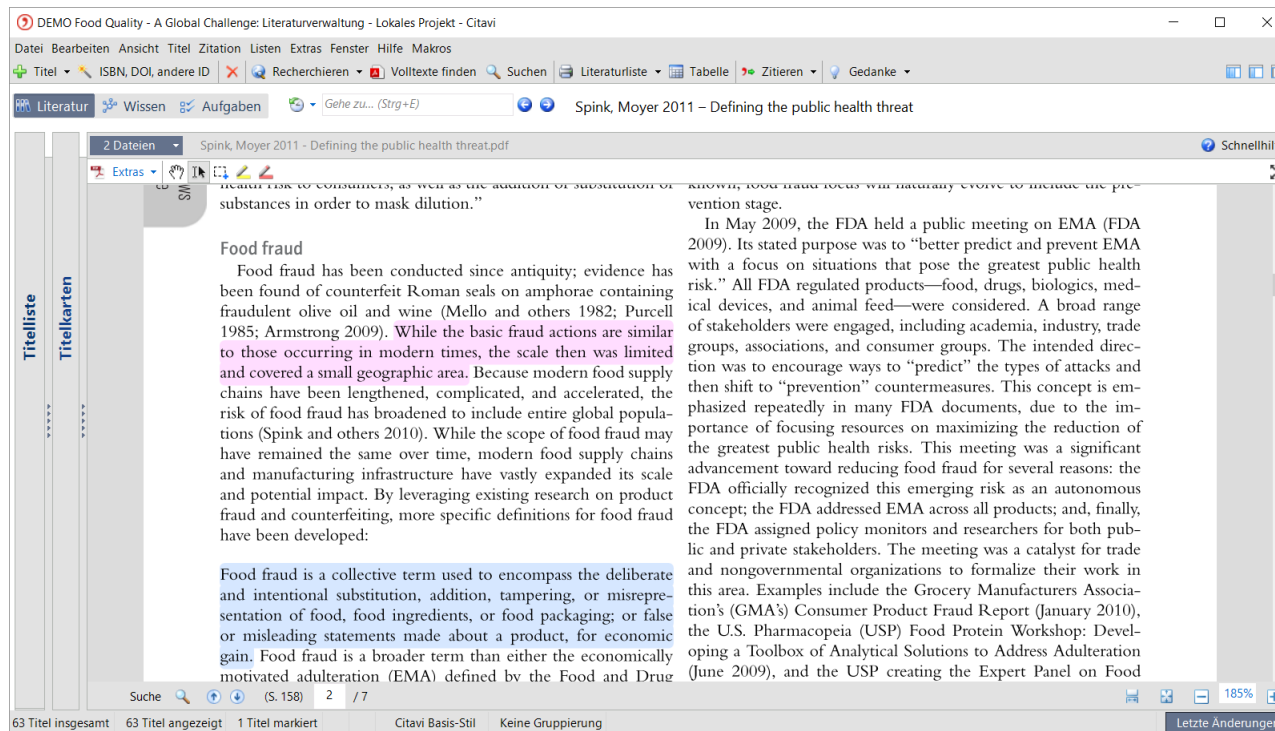 DEMO Food Quality - A Global Challenge: Literaturverwaltung - Lokales Projekt - Citavi
Datei Bearbeiten Ansicht Titel Zitation Listen Extras Fenster Hilfe Makros
Titel ISBN, DOI, andere ID Recherchieren Volltexte finden Suchen Literaturliste Tabelle Zitieren Gedanke
Literatur Wissen Aufgaben Gehe zu... (Strg+E) Spink, Moyer 2011 – Defining the public health threat
Titelliste
Titelkarten
2 Dateien Spink, Moyer 2011 - Defining the public health threat.pdf Schnellhil
Extras
health risk to consumers, as well as the addition or substitution of
substances in order to mask dilution.”
Food fraud
Food fraud has been conducted since antiquity; evidence has
been found of counterfeit Roman seals on amphorae containing
fraudulent olive oil and wine (Mello and others 1982; Purcell
1985; Armstrong 2009). While the basic fraud actions are similar
to those occurring in modern times, the scale then was limited
and covered a small geographic area. Because modern food supply
chains have been lengthened, complicated, and accelerated, the
risk of food fraud has broadened to include entire global popula-
tions (Spink and others 2010). While the scope of food fraud may
have remained the same over time, modern food supply chains
and manufacturing infrastructure have vastly expanded its scale
and potential impact. By leveraging existing research on product
fraud and counterfeiting, more specific definitions for food fraud
have been developed:
Food fraud is a collective term used to encompass the deliberate
and intentional substitution, addition, tampering, or misrepre-
sentation of food, food ingredients, or food packaging; or false
or misleading statements made about a product, for economic
gain. Food fraud is a broader term than either the economically
motivated adulteration (EMA) defined by the Food and Drug
known, food fraud focus will naturally evolve to include the pre-
vention stage.
In May 2009, the FDA held a public meeting on EMA (FDA
2009). Its stated purpose was to “better predict and prevent EMA
with a focus on situations that pose the greatest public health
risk.” All FDA regulated products—food, drugs, biologics, med-
ical devices, and animal feed—were considered. A broad range
of stakeholders were engaged, including academia, industry, trade
groups, associations, and consumer groups. The intended direc-
tion was to encourage ways to “predict” the types of attacks and
then shift to “prevention” countermeasures. This concept is em-
phasized repeatedly in many FDA documents, due to the im-
portance of focusing resources on maximizing the reduction of
the greatest public health risks. This meeting was a significant
advancement toward reducing food fraud for several reasons: the
FDA officially recognized this emerging risk as an autonomous
concept; the FDA addressed EMA across all products; and, finally,
the FDA assigned policy monitors and researchers for both pub-
lic and private stakeholders. The meeting was a catalyst for trade
and nongovernmental organizations to formalize their work in
this area. Examples include the Grocery Manufacturers Associa-
tion’s (GMA’s) Consumer Product Fraud Report (January 2010),
the U.S. Pharmacopeia (USP) Food Protein Workshop: Devel-
oping a Toolbox of Analytical Solutions to Address Adulteration
(June 2009), and the USP creating the Expert Panel on Food
Suche (S. 158) 2 / 7 185%
63 Titel insgesamt 63 Titel angezeigt 1 Titel markiert Citavi Basis-Stil Keine Gruppierung Letzte Änderungen